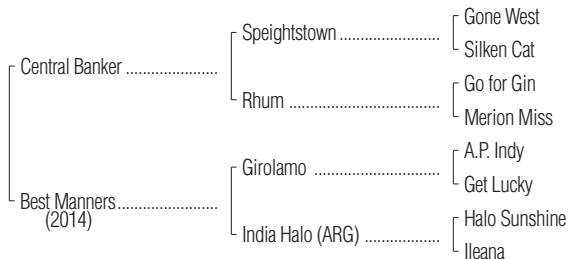 Gone West
Speightstown
Silken Cat
Central Banker
Go for Gin
Rhum
Merion Miss
A.P. Indy
Girolamo
Get Lucky
Best Manners
(2014)
Halo Sunshine
India Halo (ARG)
Ileana